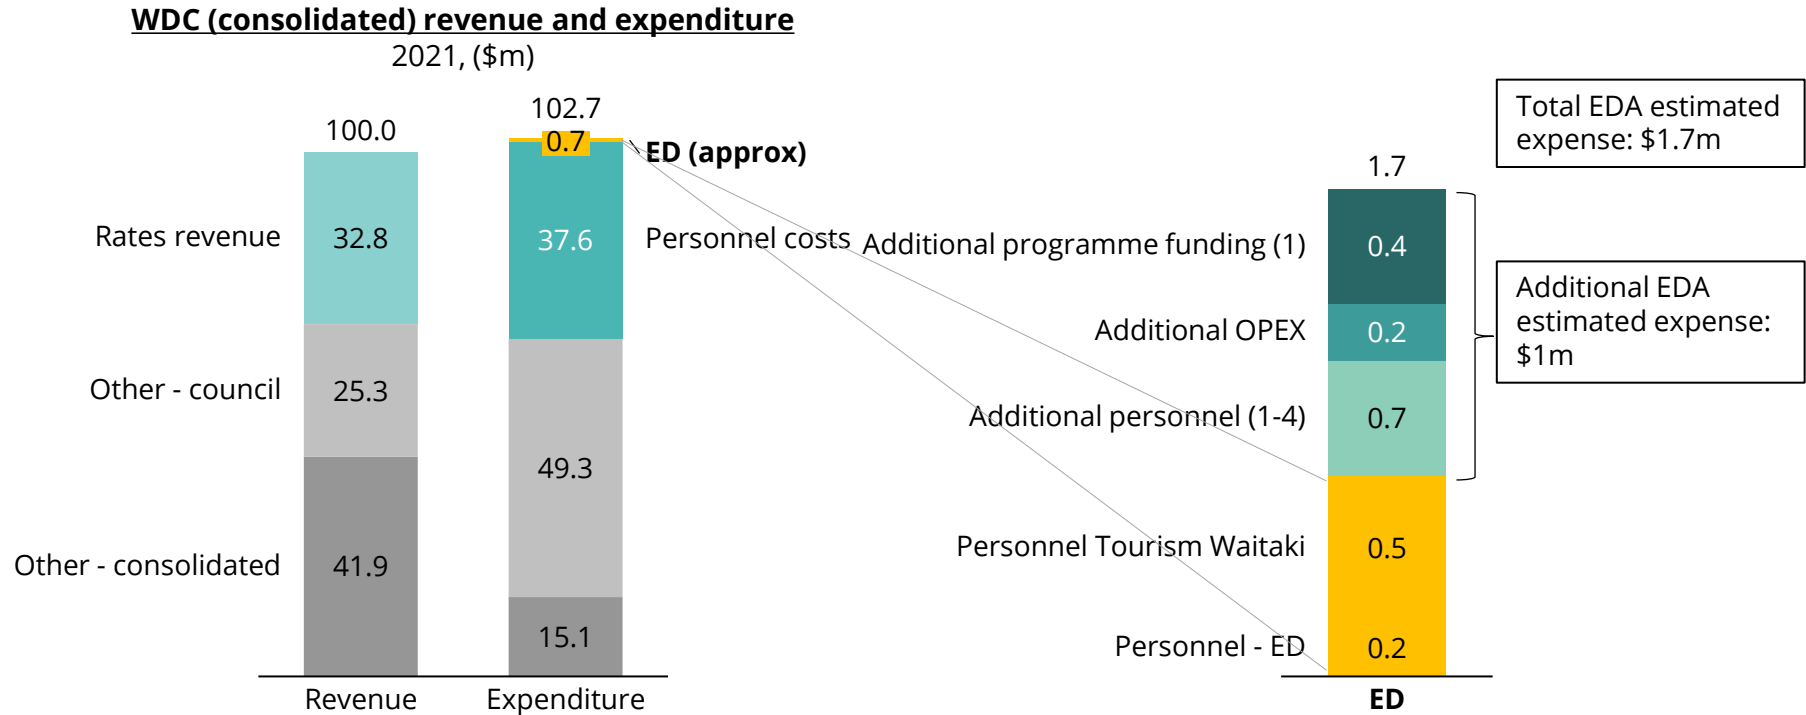 WDC (consolidated) revenue and expenditure
2021, ($m)
100.0
102.7
0.7
ED (approx)
Rates revenue
32.8
37.6
Personnel costs
Other - council
25.3
49.3
Other - consolidated
41.9
15.1
Revenue
Expenditure
1.7
Additional programme funding (1)
0.4
Additional OPEX
0.2
Additional personnel (1-4)
0.7
Personnel Tourism Waitaki
0.5
Personnel - ED
0.2
ED
Total EDA estimated
expense: $1.7m
Additional EDA
estimated expense:
$1m